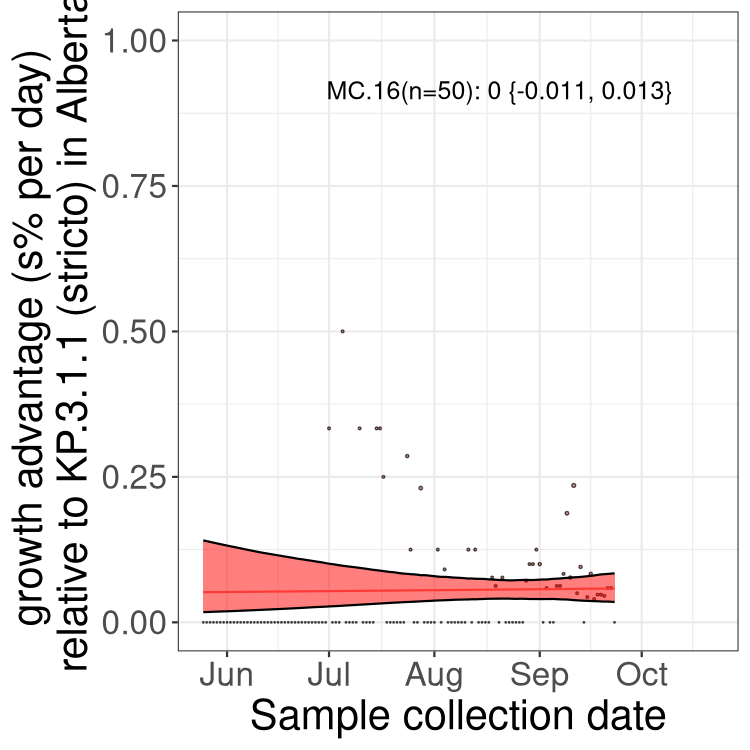 growth advantage (s% per day)
relative to KP.3.1.1 (stricto) in Alberta
1.00
0.75
0.50
0.25
0.00
MC.16(n=50): 0 {-0.011, 0.013}
Jun Jul Aug Sep Oct
Sample collection date